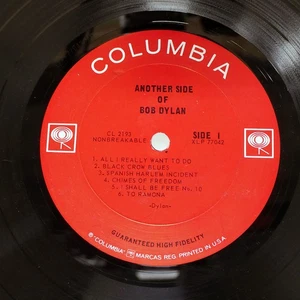 COLUMBIA
ANOTHER SIDE
OF
BOB DYLAN
CL 2193
NONBREAKABLE
SIDE 1
XLP 77042
1. ALL I REALLY WANT TO DO
2. BLACK CROW BLUES
3. SPANISH HARLEM INCIDENT
4. CHIMES OF FREEDOM
5. I SHALL BE FREE No. 10
6. TO RAMONA
-Dylan-
GUARANTEED HIGH FIDELITY
® "COLUMBIA" MARCAS REG. PRINTED IN U.S.A.